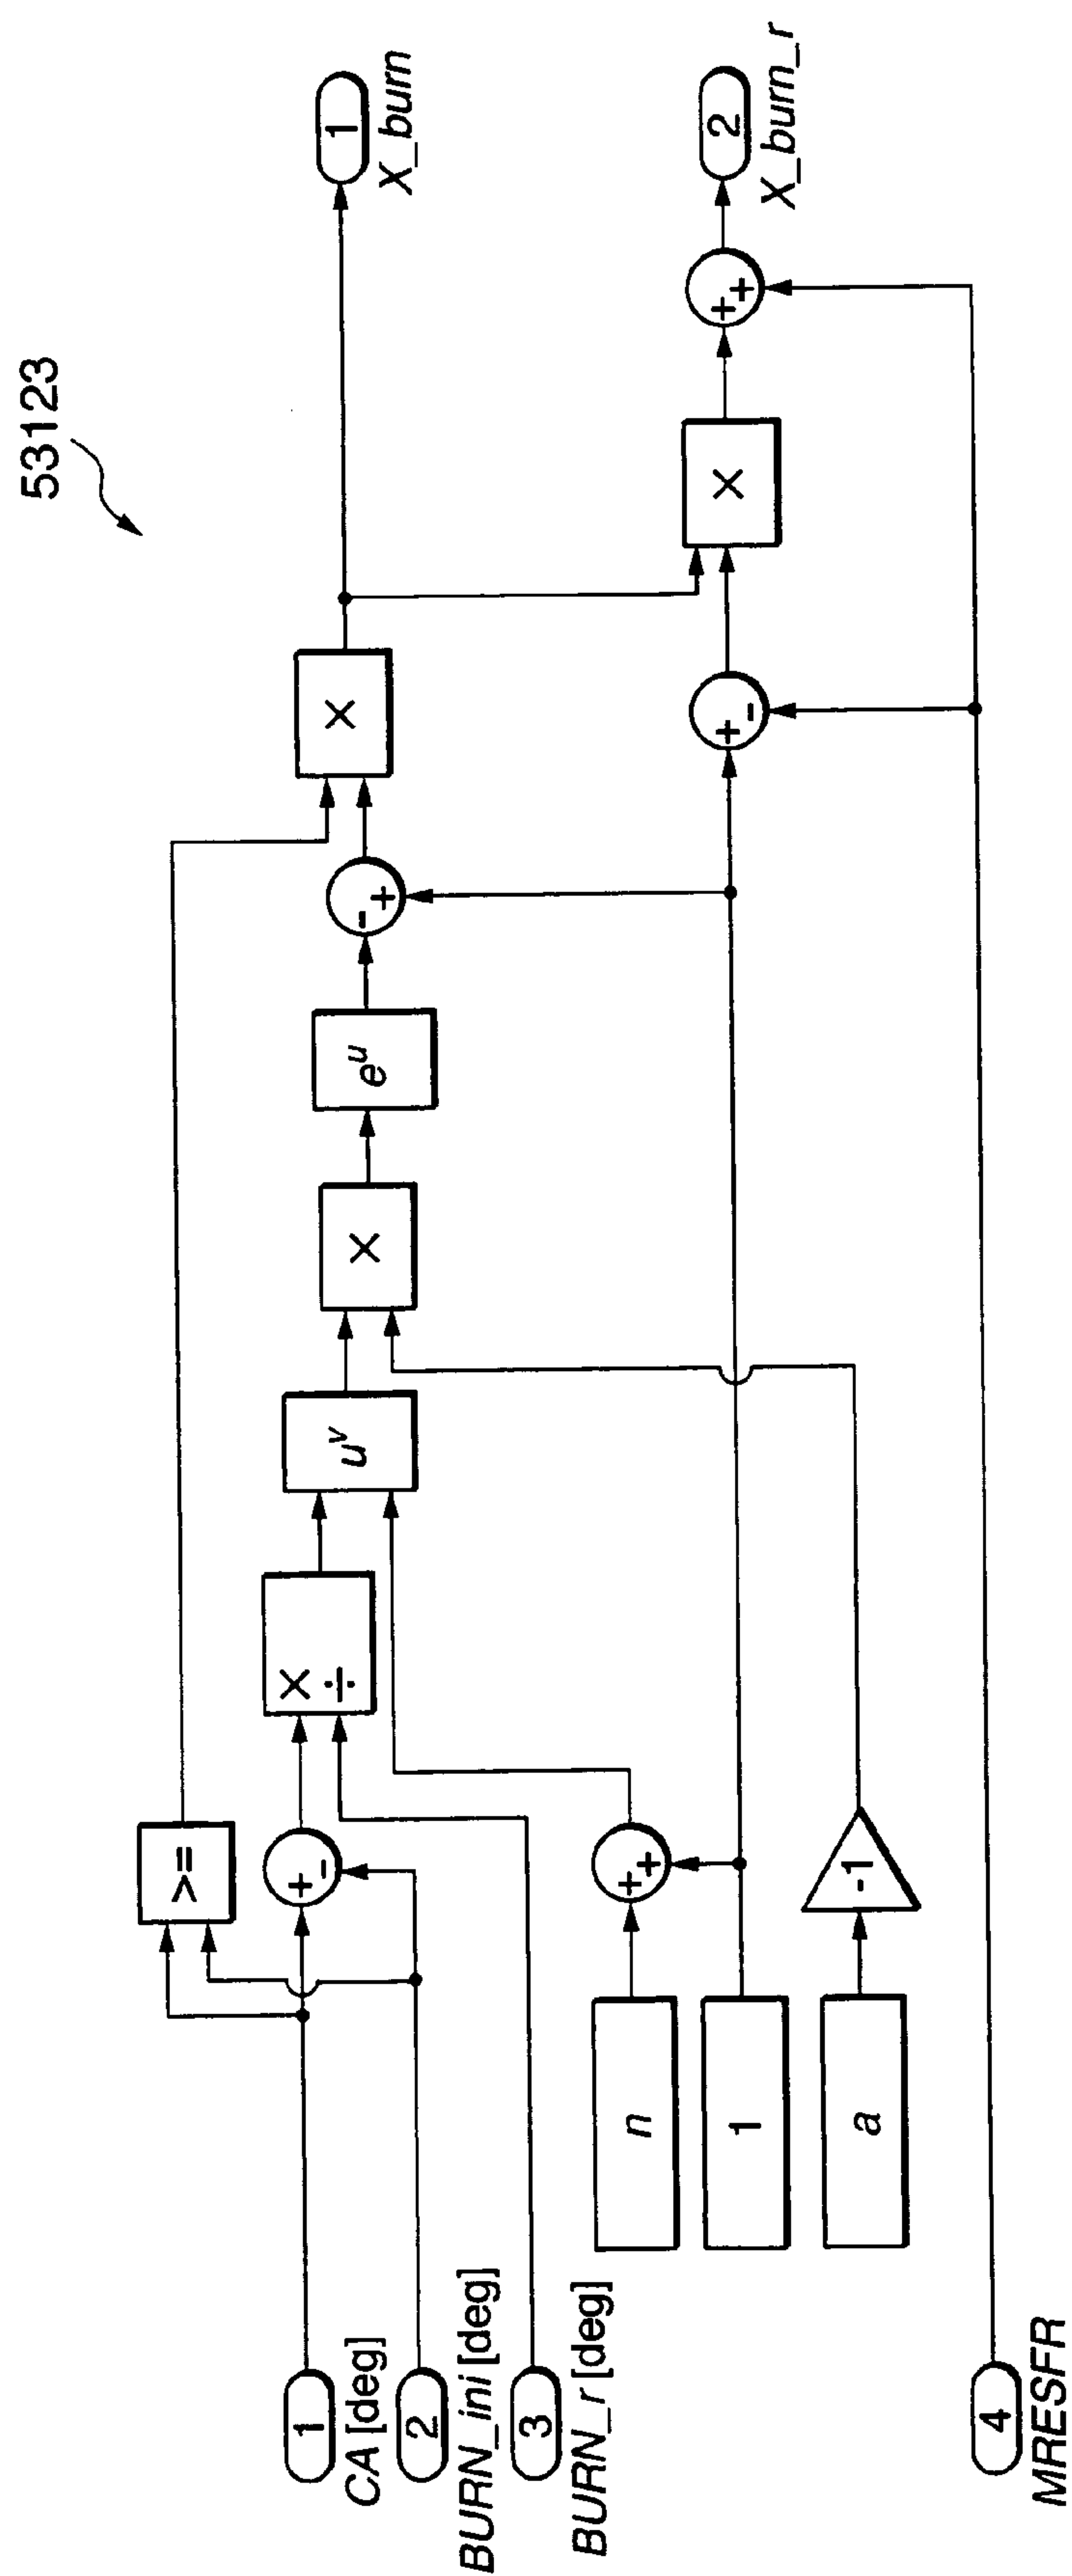 53123
1
CA [deg]
2
BURN_ini [deg]
3
BURN_r [deg]
4
MRESFR
>=
+
-
×
÷
n
1
a
+
+
-1
u^v
×
e^u
-
+
×
+
-
×
+
+
1
X_burn
2
X_burn_r